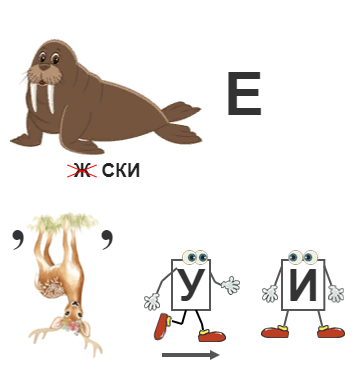 Е
Ж СКИ
, ,
У И